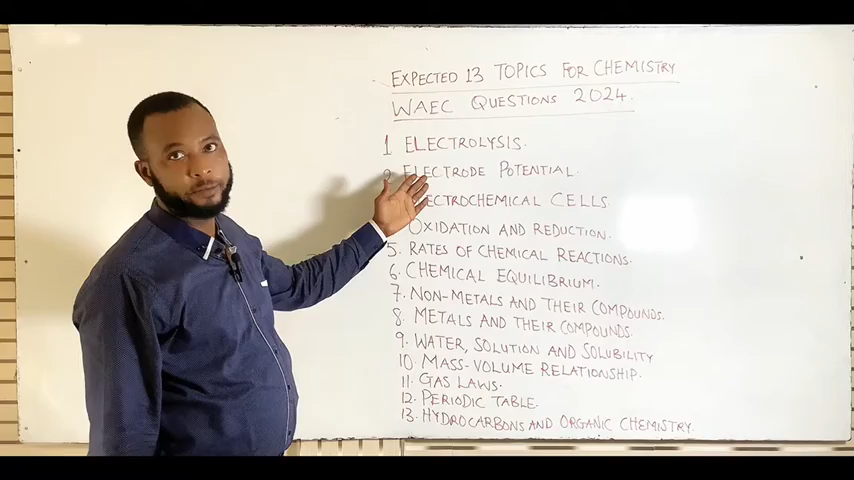 EXPECTED 13 TOPICS FOR CHEMISTRY
WAEC QUESTIONS 2024.
1 ELECTROLYSIS.
2 ELECTRODE POTENTIAL.
ECTROCHEMICAL CELLS.
OXIDATION AND REDUCTION.
5. RATES OF CHEMICAL REACTIONS.
6. CHEMICAL EQUILIBRIUM.
7. NON-METALS AND THEIR COMPOUNDS.
8 METALS AND THEIR COMPOUNDS.
9. WATER, SOLUTION AND SOLUBILITY
10. MASS-VOLUME RELATIONSHIP.
11. GAS LAWS.
12. PERIODIC TABLE.
13. HYDROCARBONS AND ORGANIC CHEMISTRY.